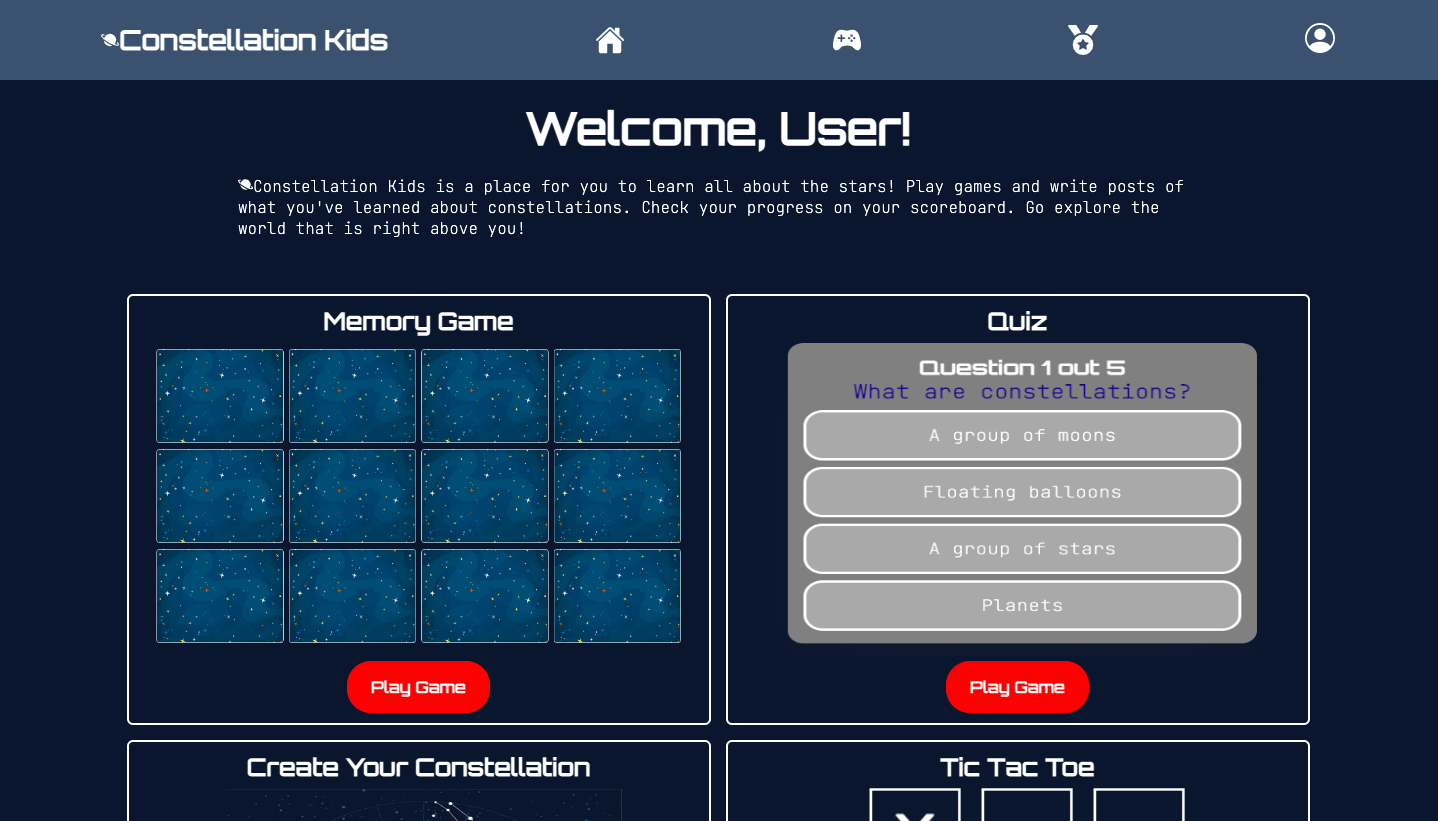 Constellation Kids
Welcome, User!
Constellation Kids is a place for you to learn all about the stars! Play games and write posts of
what you've learned about constellations. Check your progress on your scoreboard. Go explore the
world that is right above you!
Memory Game
Play Game
Quiz
Question 1 out 5
What are constellations?
A group of moons
Floating balloons
A group of stars
Planets
Play Game
Create Your Constellation
Tic Tac Toe
X